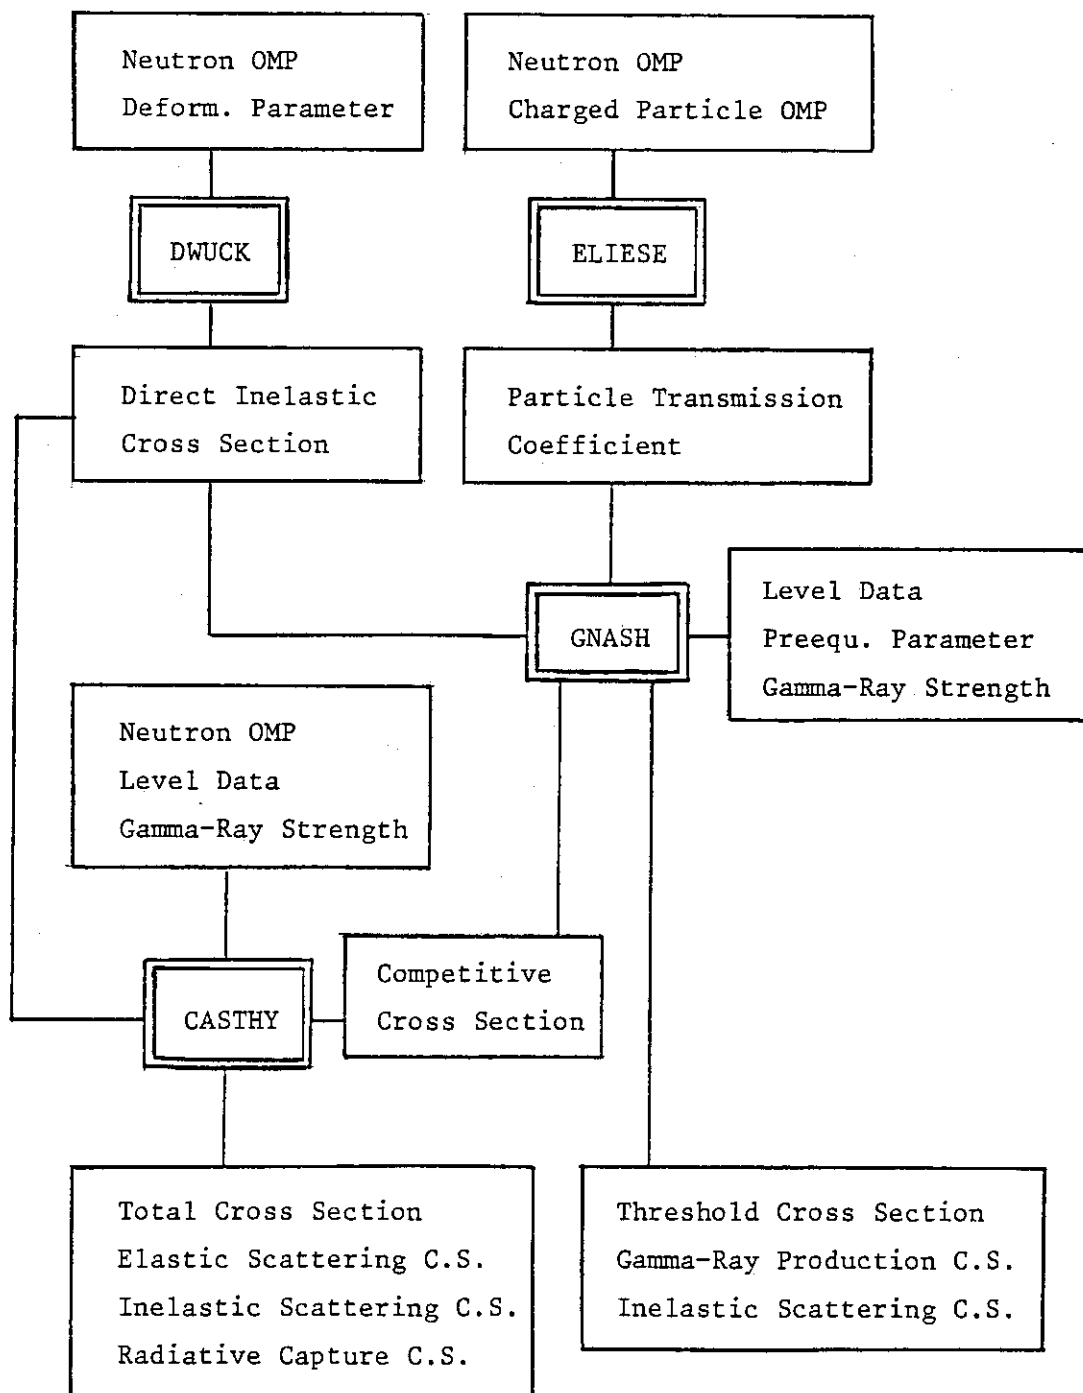 Neutron OMP
Deform. Parameter
Neutron OMP
Charged Particle OMP
DWUCK
ELIESE
Direct Inelastic
Cross Section
Particle Transmission
Coefficient
GNASH
Level Data
Preequ. Parameter
Gamma-Ray Strength
Neutron OMP
Level Data
Gamma-Ray Strength
CASTHY
Competitive
Cross Section
Total Cross Section
Elastic Scattering C.S.
Inelastic Scattering C.S.
Radiative Capture C.S.
Threshold Cross Section
Gamma-Ray Production C.S.
Inelastic Scattering C.S.